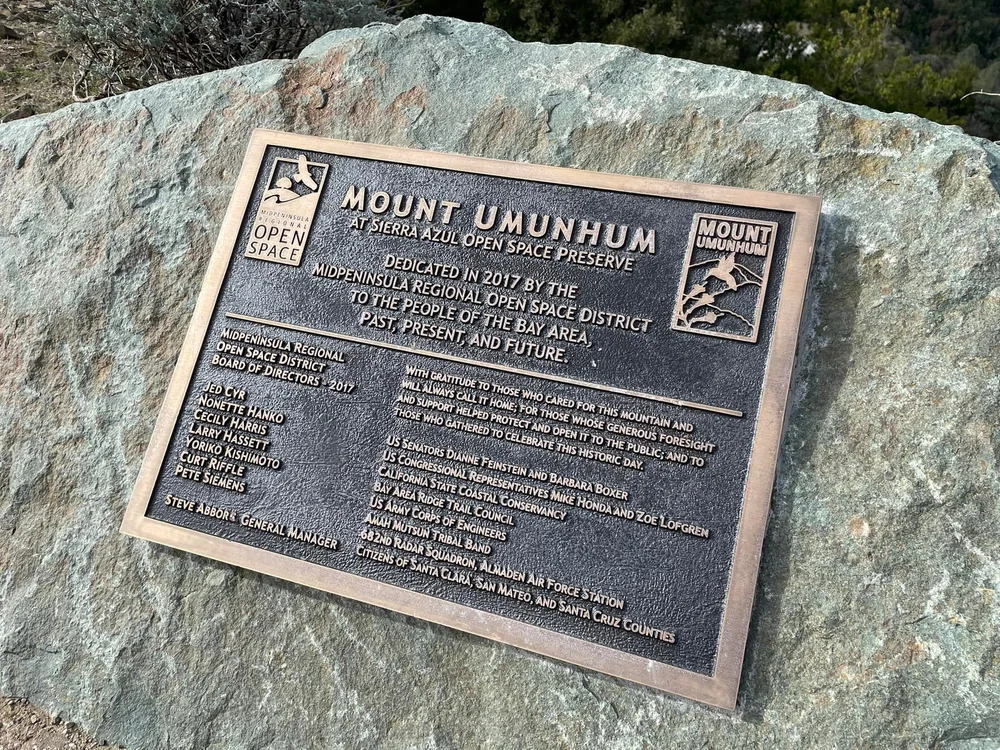 MIDPENINSULA
REGIONAL
OPEN
SPACE
MOUNT UMUNHUM
AT SIERRA AZUL OPEN SPACE PRESERVE
DEDICATED IN 2017 BY THE
MIDPENINSULA REGIONAL OPEN SPACE DISTRICT
TO THE PEOPLE OF THE BAY AREA,
PAST, PRESENT, AND FUTURE.
MOUNT
UMUNHUM
MIDPENINSULA REGIONAL
OPEN SPACE DISTRICT
BOARD OF DIRECTORS - 2017
JED CYR
NONETTE HANKO
CECILY HARRIS
LARRY HASSETT
YORIKO KISHIMOTO
CURT RIFFLE
PETE SIEMENS
STEVE ABBORS GENERAL MANAGER
WITH GRATITUDE TO THOSE WHO CARED FOR THIS MOUNTAIN AND
WILL ALWAYS CALL IT HOME; FOR THOSE WHOSE GENEROUS FORESIGHT
AND SUPPORT HELPED PROTECT AND OPEN IT TO THE PUBLIC; AND TO
THOSE WHO GATHERED TO CELEBRATE THIS HISTORIC DAY.
US SENATORS DIANNE FEINSTEIN AND BARBARA BOXER
US CONGRESSIONAL REPRESENTATIVES MIKE HONDA AND ZOE LOFGREN
CALIFORNIA STATE COASTAL CONSERVANCY
BAY AREA RIDGE TRAIL COUNCIL
US ARMY CORPS OF ENGINEERS
AMAH MUTSUN TRIBAL BAND
682ND RADAR SQUADRON, ALMADEN AIR FORCE STATION
CITIZENS OF SANTA CLARA, SAN MATEO, AND SANTA CRUZ COUNTIES